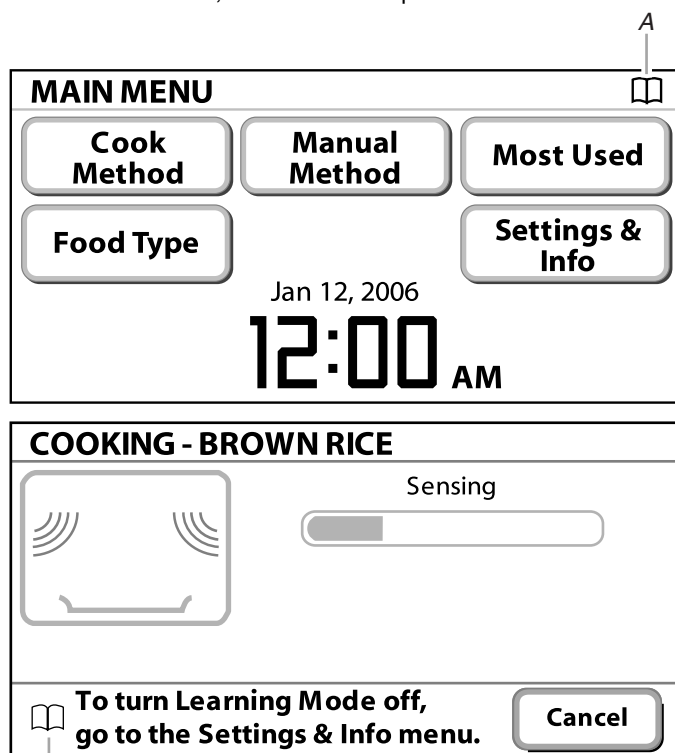 A
MAIN MENU
Cook
Method
Manual
Method
Most Used
Food Type
Settings &
Info
Jan 12, 2006
12:00 AM
COOKING - BROWN RICE
Sensing
To turn Learning Mode off,
go to the Settings & Info menu.
Cancel